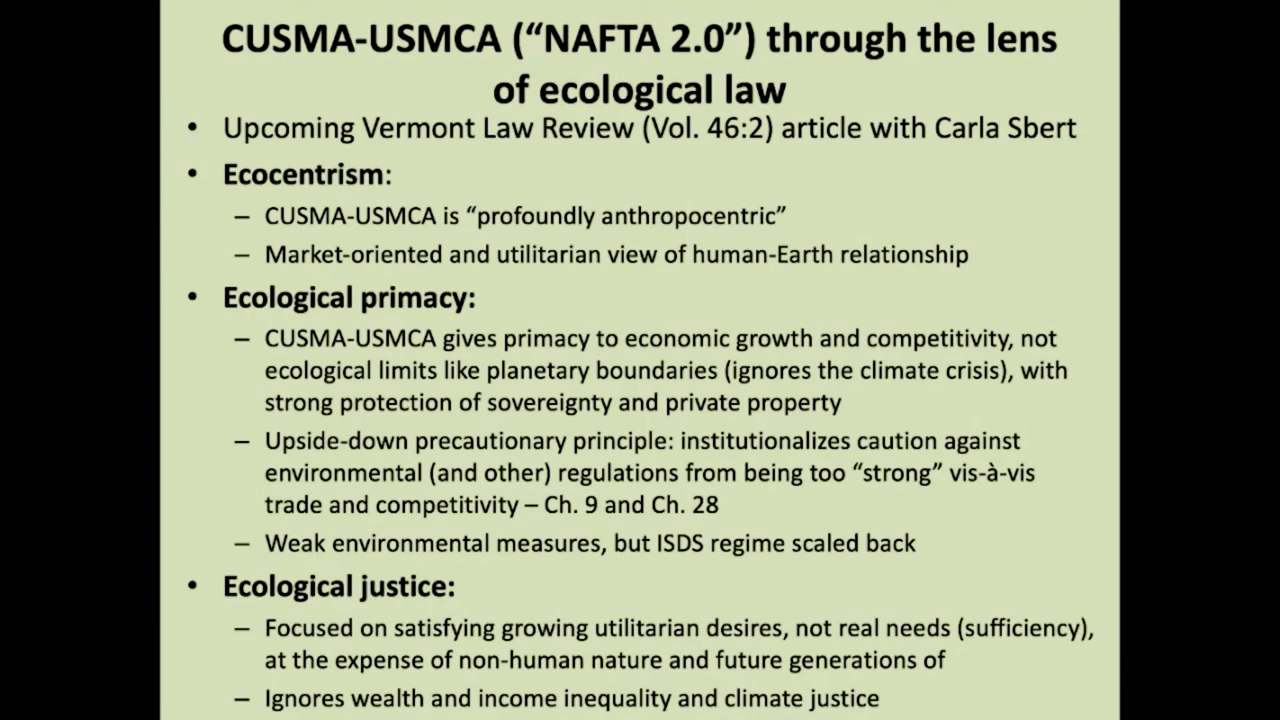 CUSMA-USMCA (“NAFTA 2.0”) through the lens
of ecological law
• Upcoming Vermont Law Review (Vol. 46:2) article with Carla Sbert
• Ecocentrism:
– CUSMA-USMCA is “profoundly anthropocentric”
– Market-oriented and utilitarian view of human-Earth relationship
• Ecological primacy:
– CUSMA-USMCA gives primacy to economic growth and competitivity, not
ecological limits like planetary boundaries (ignores the climate crisis), with
strong protection of sovereignty and private property
– Upside-down precautionary principle: institutionalizes caution against
environmental (and other) regulations from being too “strong” vis-à-vis
trade and competitivity – Ch. 9 and Ch. 28
– Weak environmental measures, but ISDS regime scaled back
• Ecological justice:
– Focused on satisfying growing utilitarian desires, not real needs (sufficiency),
at the expense of non-human nature and future generations of
– Ignores wealth and income inequality and climate justice